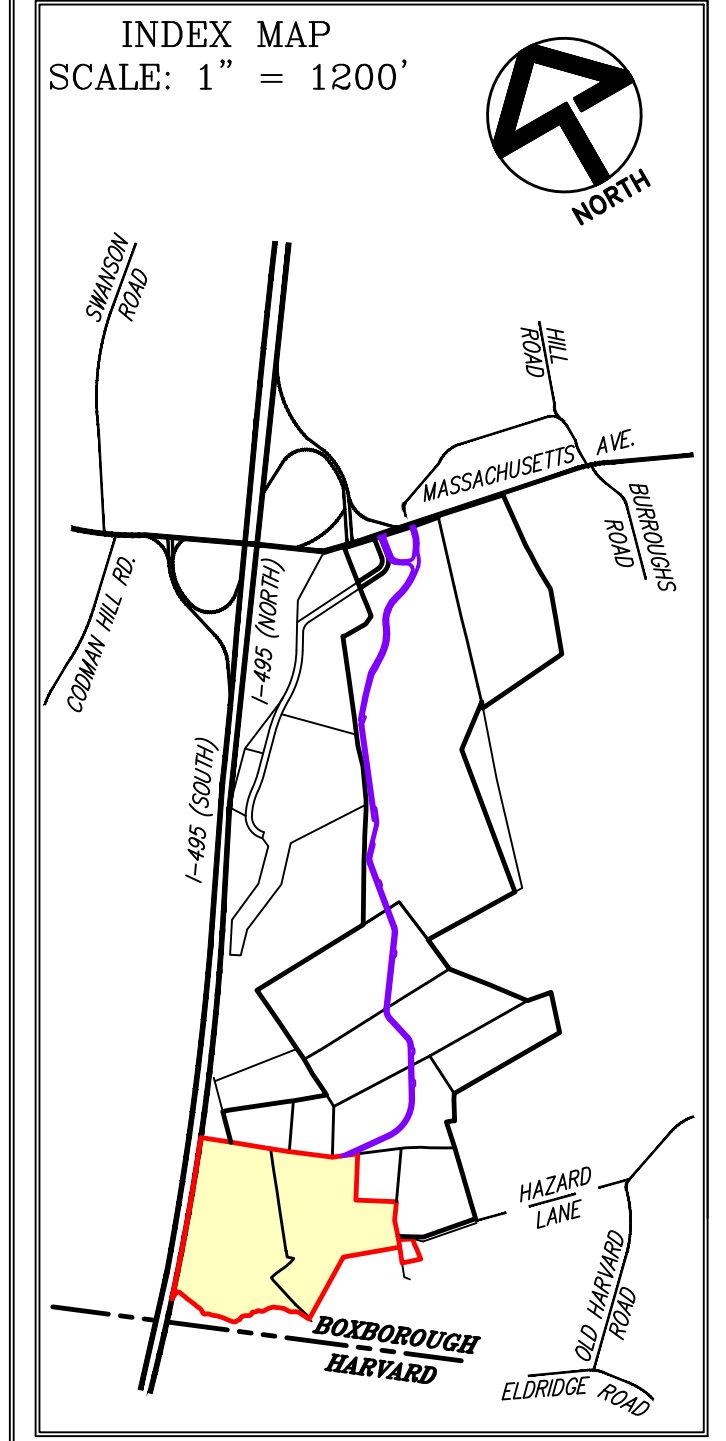 INDEX MAP
SCALE: 1" = 1200'
NORTH
SWANSON
ROAD
HILL
ROAD
MASSACHUSETTS AVE.
BURROUGHS
ROAD
CODMAN HILL RD.
I-495 (NORTH)
I-495 (SOUTH)
HAZARD
LANE
OLD HARVARD
ROAD
BOXBOROUGH
HARVARD
ELDRIDGE ROAD